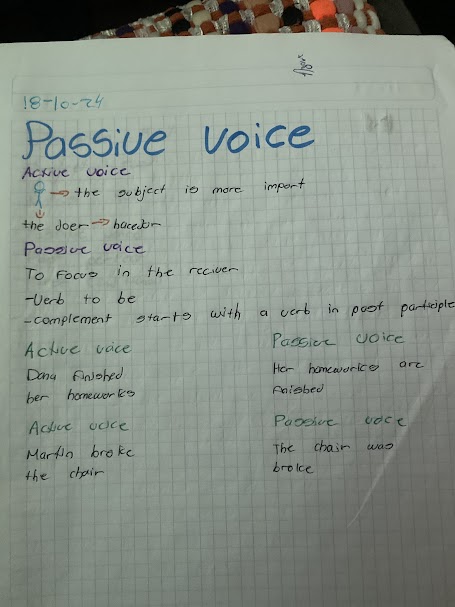 18-10-24
Passive voice
Active voice
→ the subject is more import
the doer → hacedor
Passive voice
To Focus in the reciver
-Verb to be
-complement starts with a verb in past participle
Active voice
Dana finished
her homeworks
Passive voice
Her homeworks are
finished
Active voice
Martin broke
the chair
Passive voice
The chair was
broke